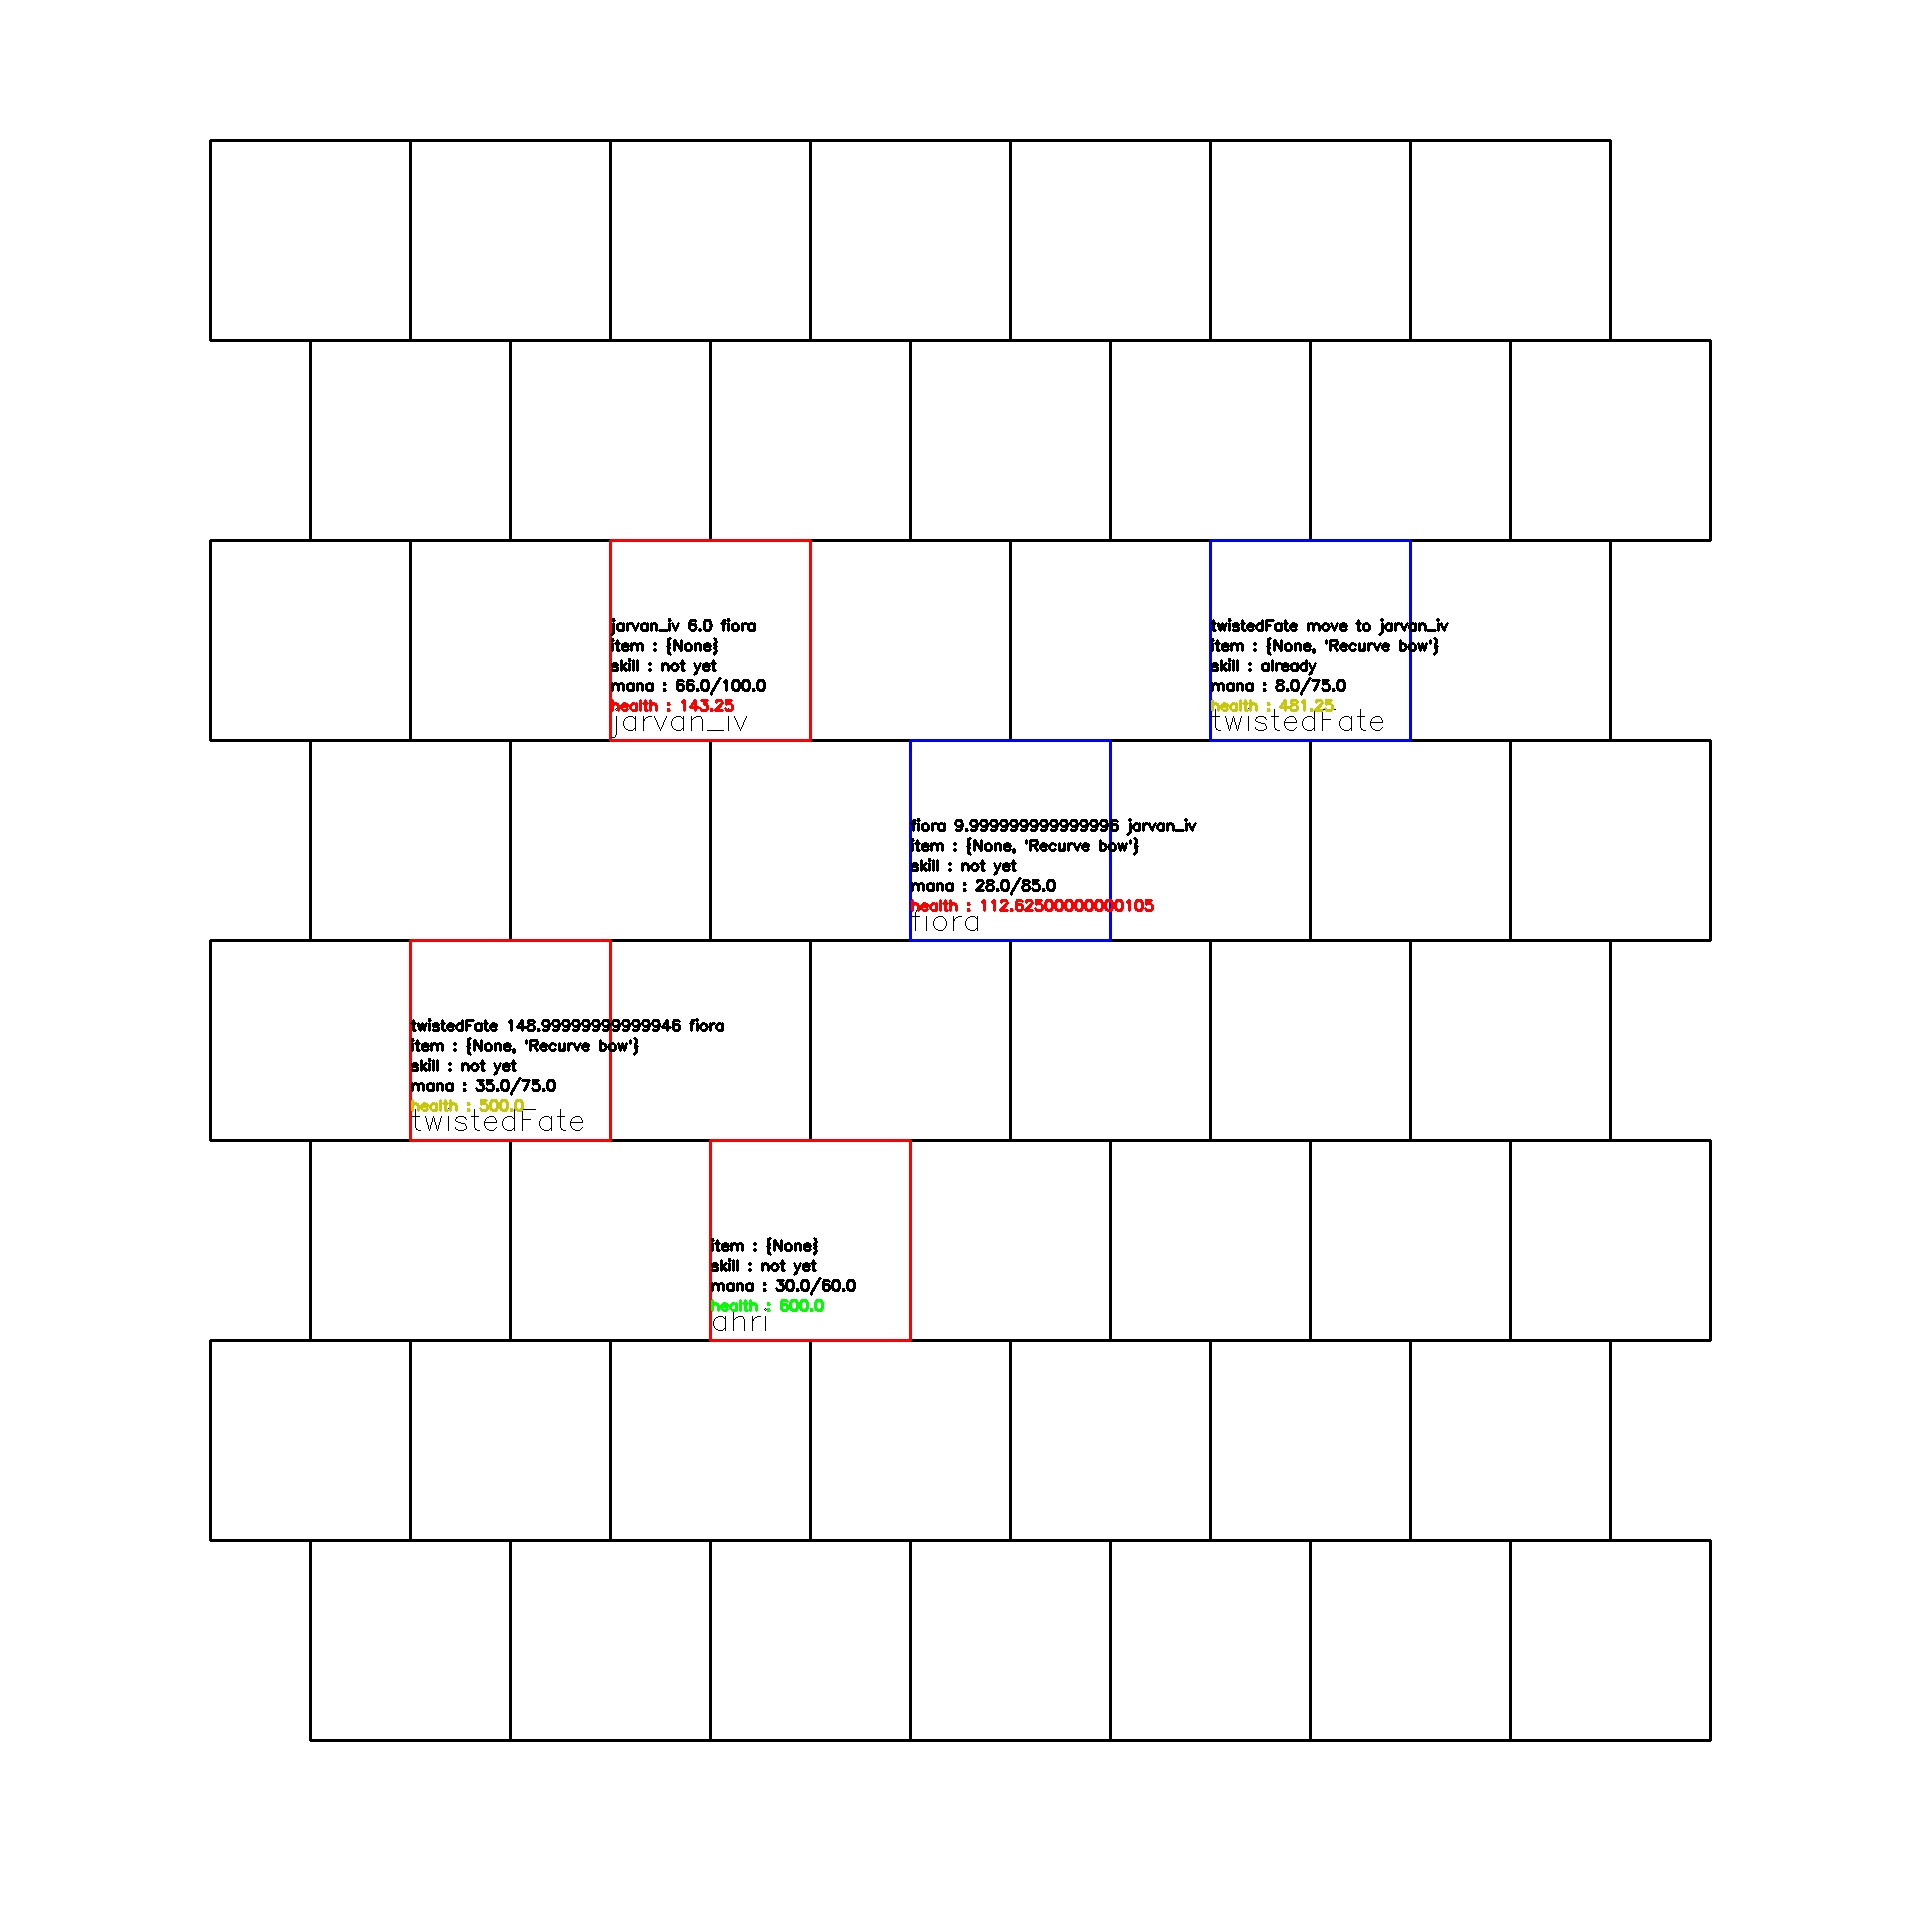 jarvan_iv 6.0 fiora
item : {None}
skill : not yet
mana : 66.0/100.0
health : 143.25
jarvan_iv
twistedFate move to jarvan_iv
item : {None, 'Recurve bow'}
skill : already
mana : 8.0/75.0
health : 481.25
twistedFate
fiora 9.999999999999996 jarvan_iv
item : {None, 'Recurve bow'}
skill : not yet
mana : 28.0/85.0
health : 112.62500000000105
fiora
twistedFate 148.99999999999946 fiora
item : {None, 'Recurve bow'}
skill : not yet
mana : 35.0/75.0
health : 500.0
twistedFate
item : {None}
skill : not yet
mana : 30.0/60.0
health : 600.0
ahri